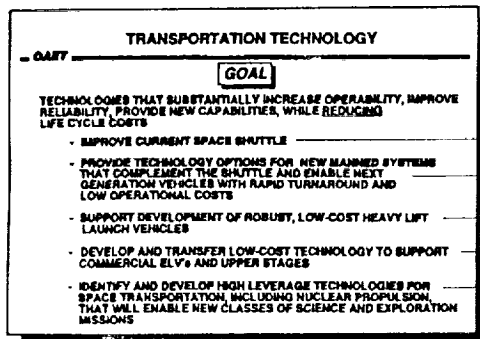 TRANSPORTATION TECHNOLOGY
OAET
GOAL
TECHNOLOGIES THAT SUBSTANTIALLY INCREASE OPERABILITY, IMPROVE
RELIABILITY, PROVIDE NEW CAPABILITIES, WHILE REDUCING
LIFE CYCLE COSTS
- IMPROVE CURRENT SPACE SHUTTLE
- PROVIDE TECHNOLOGY OPTIONS FOR NEW MANNED SYSTEMS
THAT COMPLEMENT THE SHUTTLE AND ENABLE NEXT
GENERATION VEHICLES WITH RAPID TURNAROUND AND
LOW OPERATIONAL COSTS
- SUPPORT DEVELOPMENT OF ROBUST, LOW-COST HEAVY LIFT
LAUNCH VEHICLES
- DEVELOP AND TRANSFER LOW-COST TECHNOLOGY TO SUPPORT
COMMERCIAL ELV's AND UPPER STAGES
- IDENTIFY AND DEVELOP HIGH LEVERAGE TECHNOLOGIES FOR
SPACE TRANSPORTATION, INCLUDING NUCLEAR PROPULSION,
THAT WILL ENABLE NEW CLASSES OF SCIENCE AND EXPLORATION
MISSIONS